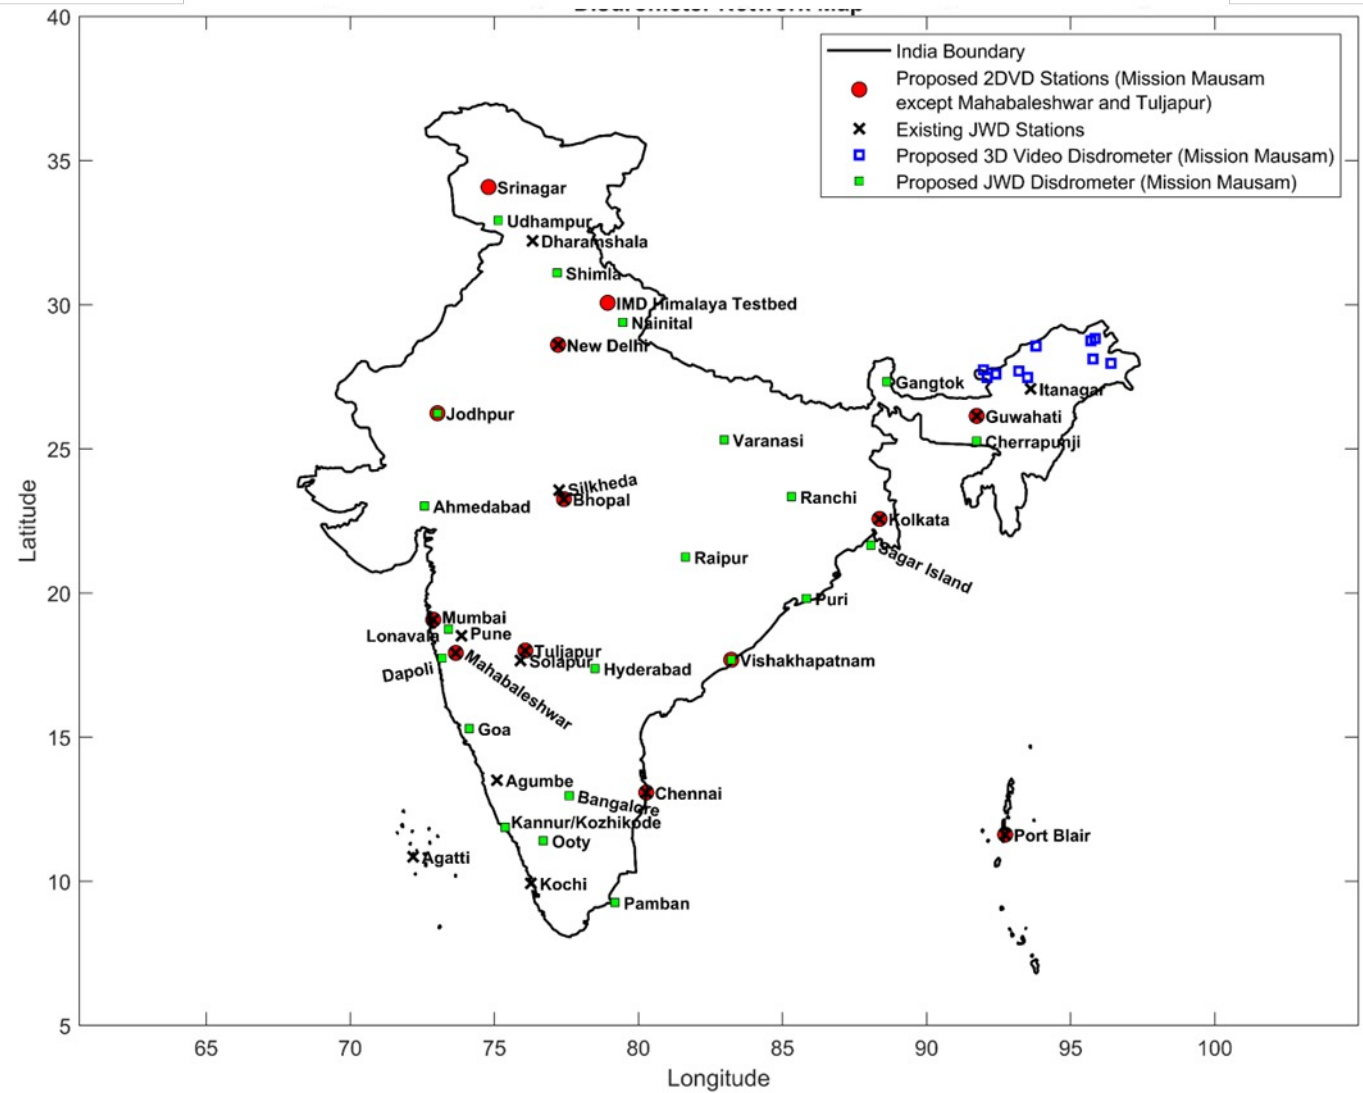 Disdrometer Network Map
40
35
30
25
20
15
10
5
Latitude
65
70
75
80
85
90
95
100
Longitude
India Boundary
Proposed 2DVD Stations (Mission Mausam
except Mahabaleshwar and Tuljapur)
Existing JWD Stations
Proposed 3D Video Disdrometer (Mission Mausam)
Proposed JWD Disdrometer (Mission Mausam)
Srinagar
Udhampur
Dharamshala
Shimla
IMD Himalaya Testbed
Nainital
New Delhi
Gangtok
Itanagar
Jodhpur
Guwahati
Varanasi
Cherrapunji
Silkheda
Bhopal
Ranchi
Ahmedabad
Kolkata
Sagar Island
Raipur
Puri
Mumbai
Lonavala
Pune
Tuljapur
Solapur
Dapoli
Mahabaleshwar
Hyderabad
Vishakhapatnam
Goa
Agumbe
Bangalore
Chennai
Kannur/Kozhikode
Ooty
Port Blair
Agatti
Kochi
Pamban